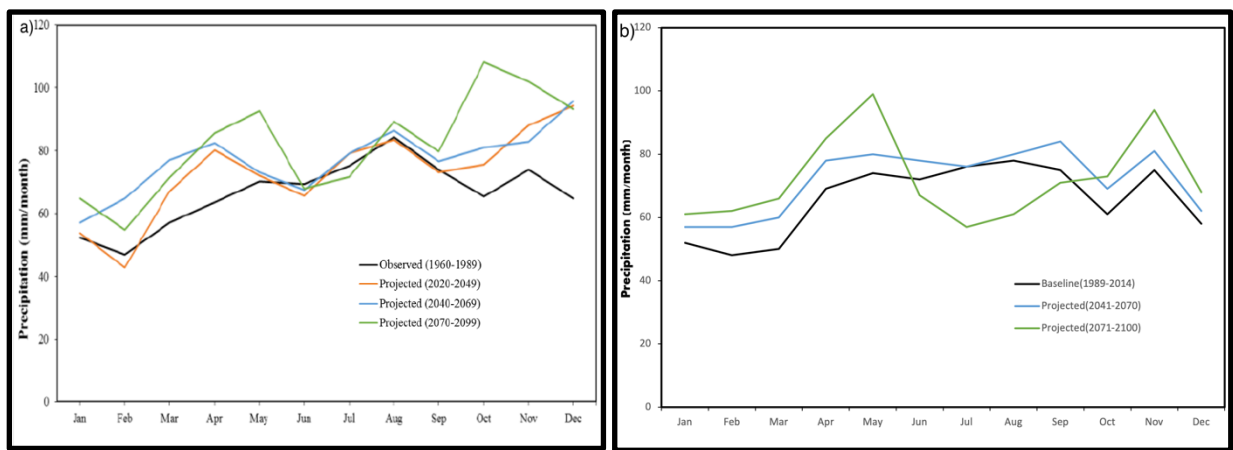 a)
Precipitation (mm/month)
120
100
80
60
40
20
0
Jan Feb Mar Apr May Jun Jul Aug Sep Oct Nov Dec
Observed (1960-1989)
Projected (2020-2049)
Projected (2040-2069)
Projected (2070-2099)
b)
Precipitation (mm/month)
120
100
80
60
40
20
0
Jan Feb Mar Apr May Jun Jul Aug Sep Oct Nov Dec
Baseline(1989-2014)
Projected(2041-2070)
Projected(2071-2100)